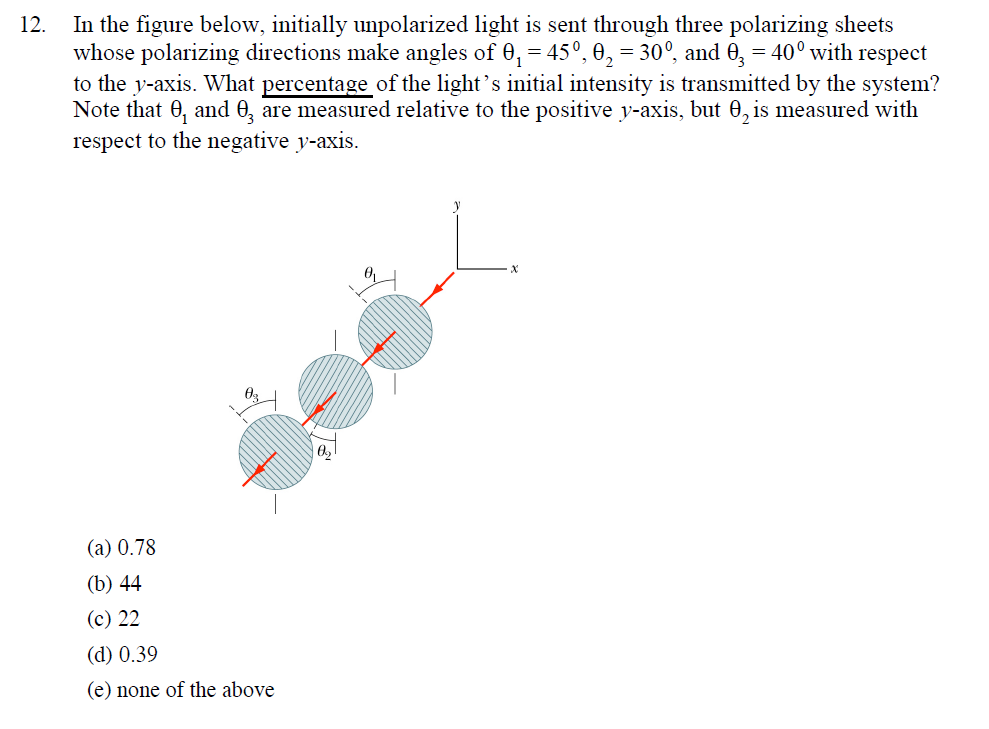 12. In the figure below, initially unpolarized light is sent through three polarizing sheets
whose polarizing directions make angles of θ₁ = 45⁰, θ₂ = 30⁰, and θ₃ = 40⁰ with respect
to the y-axis. What percentage of the light's initial intensity is transmitted by the system?
Note that θ₁ and θ₃ are measured relative to the positive y-axis, but θ₂ is measured with
respect to the negative y-axis.
y
x
θ₁
θ₃
θ₂
(a) 0.78
(b) 44
(c) 22
(d) 0.39
(e) none of the above